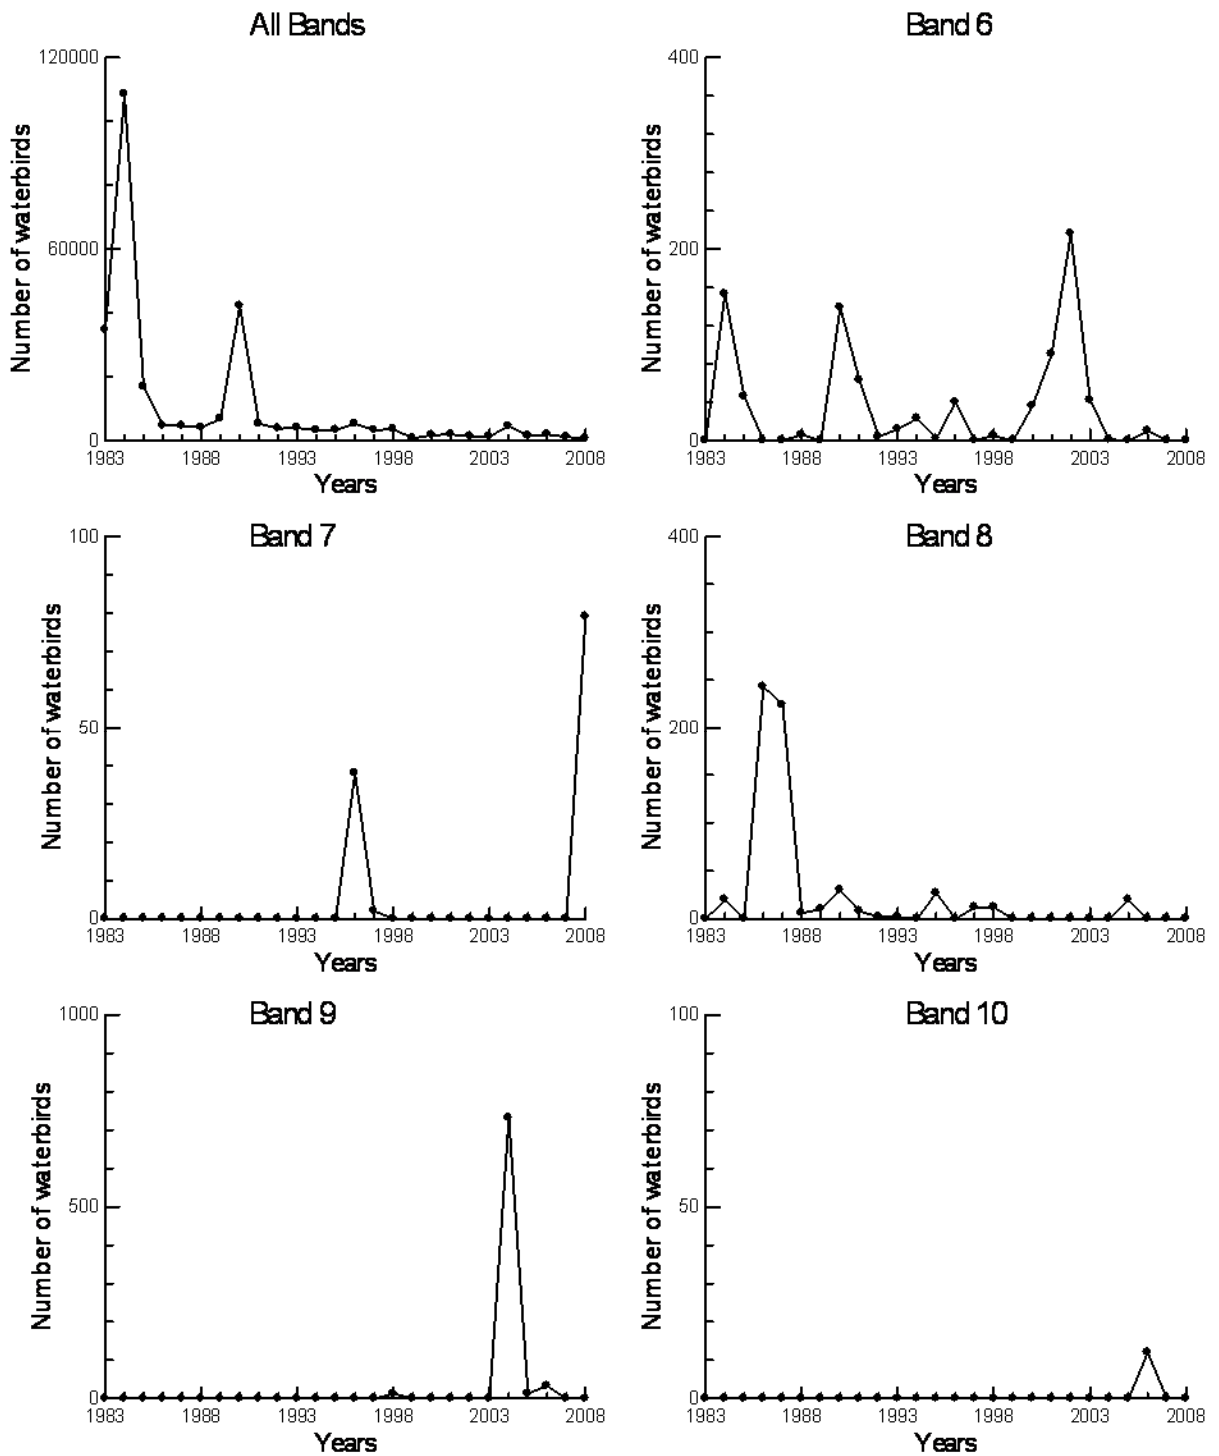 All Bands
120000
60000
0
Number of waterbirds
1983 1988 1993 1998 2003 2008
Years
Band 6
400
200
0
Number of waterbirds
1983 1988 1993 1998 2003 2008
Years
Band 7
100
50
0
Number of waterbirds
1983 1988 1993 1998 2003 2008
Years
Band 8
400
200
0
Number of waterbirds
1983 1988 1993 1998 2003 2008
Years
Band 9
1000
500
0
Number of waterbirds
1983 1988 1993 1998 2003 2008
Years
Band 10
100
50
0
Number of waterbirds
1983 1988 1993 1998 2003 2008
Years